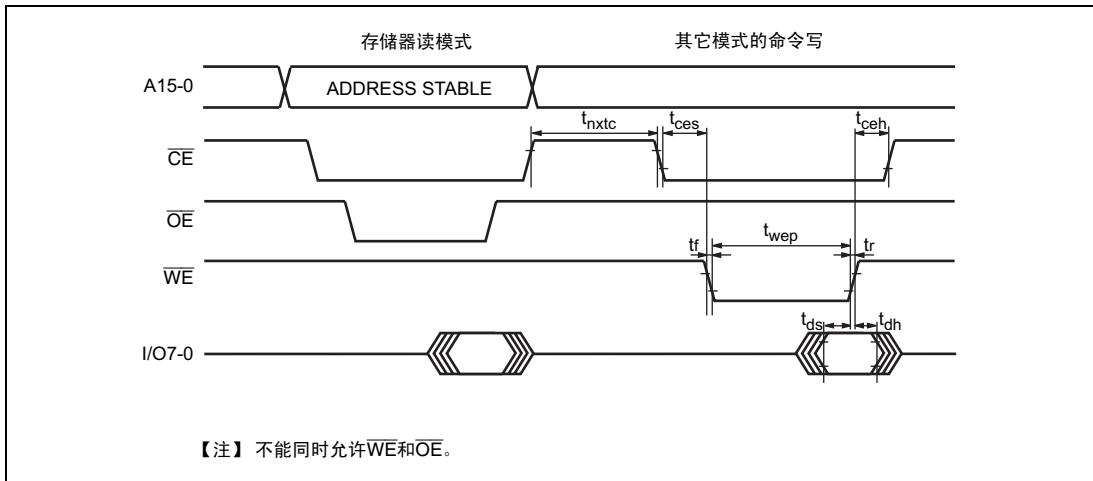 存储器读模式
其它模式的命令写
A15-0
ADDRESS STABLE
tnxtc
tces
tceh
CE
OE
twep
tf
tr
WE
tds
tdh
I/O7-0
【注】 不能同时允许WE和OE。